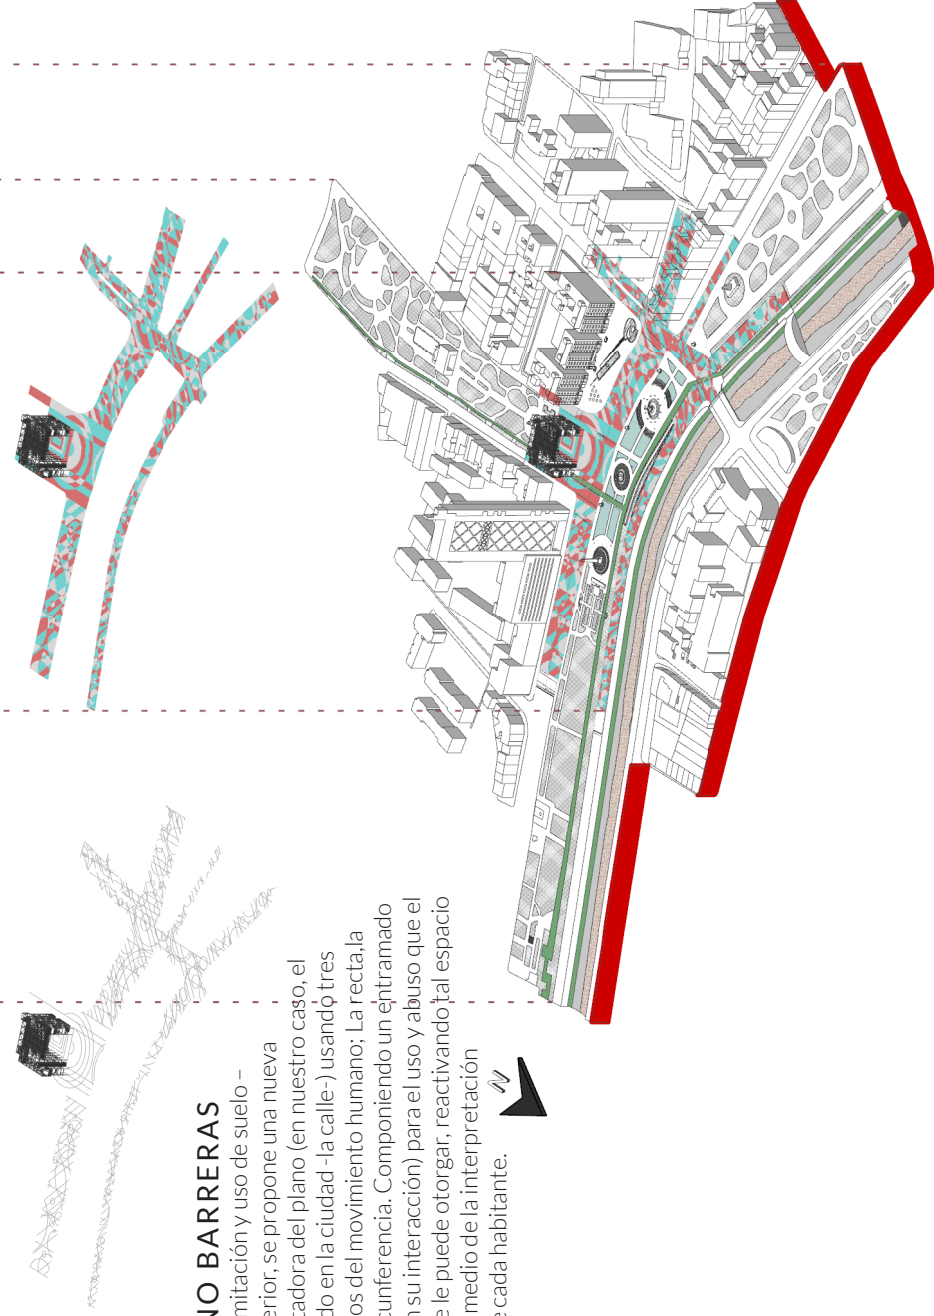 NO BARRERAS
mitación y uso de suelo –
erior, se propone una nueva
cadora del plano (en nuestro caso, el
do en la ciudad -la calle-) usando tres
os del movimiento humano; La recta,la
cunferencia. Componiendo un entramado
n su interacción) para el uso y abuso que el
e le puede otorgar, reactivando tal espacio
medio de la interpretación
e cada habitante.
N